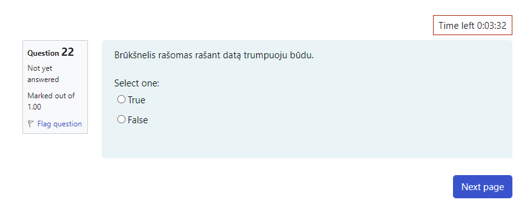 Time left 0:03:32
Question 22
Not yet
answered
Marked out of
1.00
Flag question
Brūkšnelis rašomas rašant datą trumpuoju būdu.
Select one:
True
False
Next page